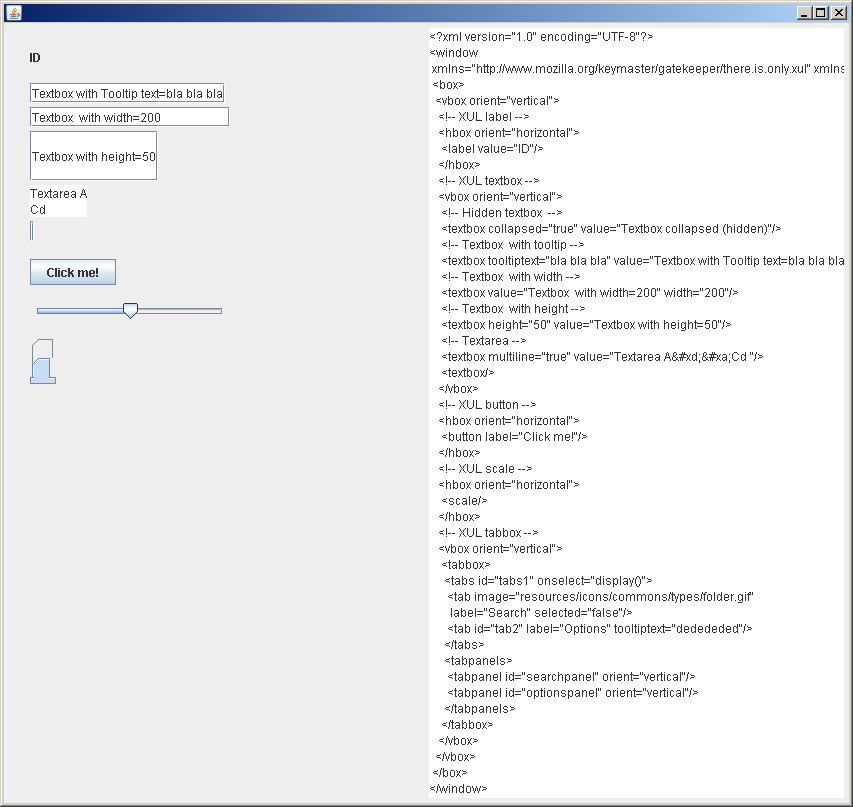 ID
Textbox with Tooltip text=bla bla bla
Textbox  with width=200
Textbox with height=50
Textarea A
Cd
Click me!
<?xml version="1.0" encoding="UTF-8"?>
<window
xmlns="http://www.mozilla.org/keymaster/gatekeeper/there.is.only.xul" xmlns
<box>
<vbox orient="vertical">
<!-- XUL label -->
<hbox orient="horizontal">
<label value="ID"/>
</hbox>
<!-- XUL textbox -->
<vbox orient="vertical">
<!-- Hidden textbox  -->
<textbox collapsed="true" value="Textbox collapsed (hidden)"/>
<!-- Textbox  with tooltip -->
<textbox tooltiptext="bla bla bla" value="Textbox with Tooltip text=bla bla bla
<!-- Textbox  with width -->
<textbox value="Textbox  with width=200" width="200"/>
<!-- Textbox  with height -->
<textbox height="50" value="Textbox with height=50"/>
<!-- Textarea -->
<textbox multiline="true" value="Textarea A&#xd;&#xa;Cd "/>
<textbox/>
</vbox>
<!-- XUL button -->
<hbox orient="horizontal">
<button label="Click me!"/>
</hbox>
<!-- XUL scale -->
<hbox orient="horizontal">
<scale/>
</hbox>
<!-- XUL tabbox -->
<vbox orient="vertical">
<tabbox>
<tabs id="tabs1" onselect="display()">
<tab image="resources/icons/commons/types/folder.gif"
label="Search" selected="false"/>
<tab id="tab2" label="Options" tooltiptext="dedededed"/>
</tabs>
<tabpanels>
<tabpanel id="searchpanel" orient="vertical"/>
<tabpanel id="optionspanel" orient="vertical"/>
</tabpanels>
</tabbox>
</vbox>
</vbox>
</box>
</window>